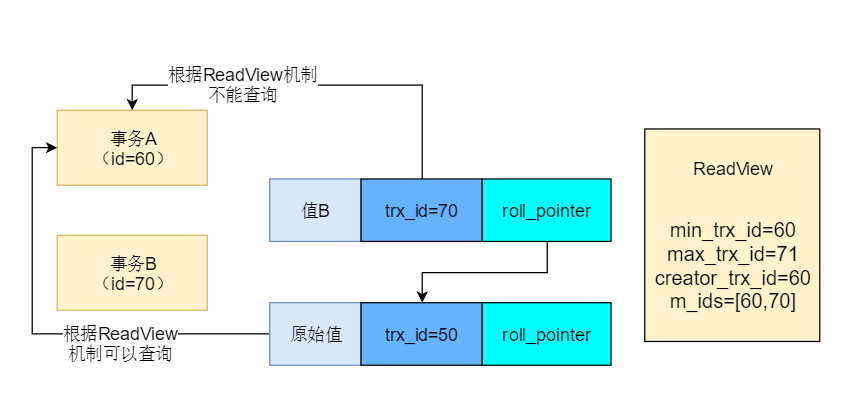 根据ReadView机制
不能查询
事务A
（id=60）
值B
trx_id=70
roll_pointer
事务B
（id=70）
根据ReadView
机制可以查询
原始值
trx_id=50
roll_pointer
ReadView
min_trx_id=60
max_trx_id=71
creator_trx_id=60
m_ids=[60,70]